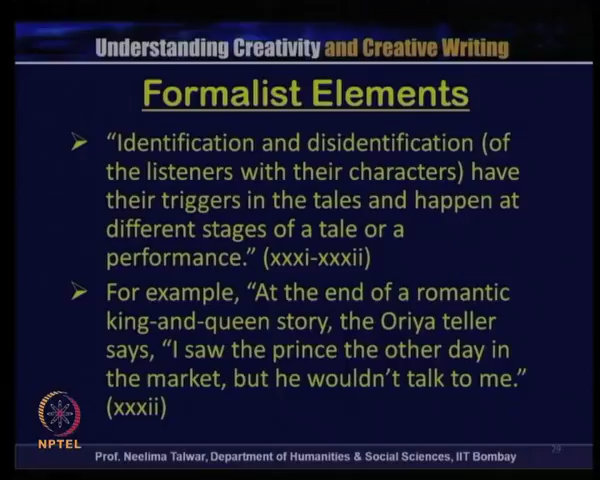 Understanding Creativity and Creative Writing
Formalist Elements
"Identification and disidentification (of
the listeners with their characters) have
their triggers in the tales and happen at
different stages of a tale or a
performance." (xxxi-xxxii)
For example, "At the end of a romantic
king-and-queen story, the Oriya teller
says, "I saw the prince the other day in
the market, but he wouldn't talk to me."
(xxxii)
NPTEL
29
Prof. Neelima Talwar, Department of Humanities & Social Sciences, IIT Bombay